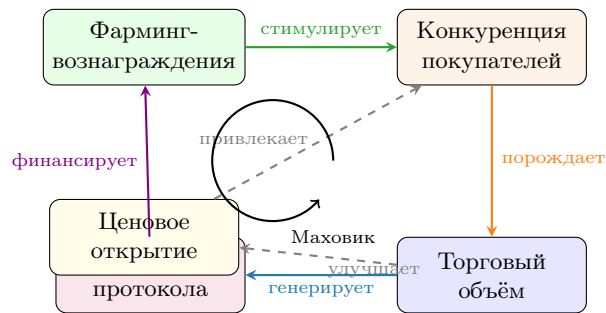 Фарминг-
вознаграждения
стимулирует
Конкуренция
покупателей
привлекает
финансирует
порождает
Ценовое
открытие
Маховик
улучшает
генерирует
протокола
Торговый
объём